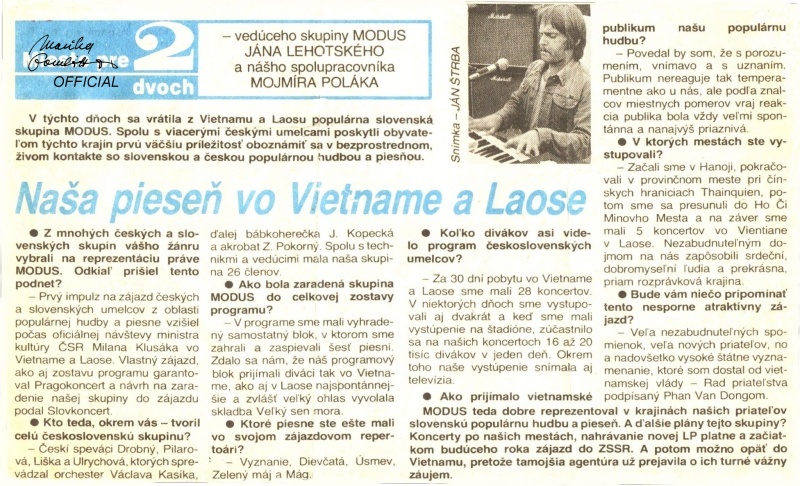 2
dvoch
OFFICIAL
– vedúceho skupiny MODUS
JÁNA LEHOTSKÉHO
a nášho spolupracovníka
MOJMÍRA POLÁKA
Marshall
Snímka – JÁN ŠTRBA
V týchto dňoch sa vrátila z Vietnamu a Laosu populárna slovenská
skupina MODUS. Spolu s viacerými českými umelcami poskytli obyvate-
ľom týchto krajín prvú väčšiu príležitosť oboznámiť sa v bezprostrednom,
živom kontakte so slovenskou a českou populárnou hudbou a piesňou.
Naša pieseň vo Vietname a Laose
● Z mnohých českých a slo-
venských skupín vášho žánru
vybrali na reprezentáciu práve
MODUS. Odkiaľ prišiel tento
podnet?
– Prvý impulz na zájazd českých
a slovenských umelcov z oblasti
populárnej hudby a piesne vzišiel
počas oficiálnej návštevy ministra
kultúry ČSR Milana Klusáka vo
Vietname a Laose. Vlastný zájazd,
ako aj zostavu programu garanto-
val Pragokoncert a návrh na zara-
denie našej skupiny do zájazdu
podal Slovkoncert.
● Kto teda, okrem vás – tvoril
celú československú skupinu?
– Českí speváci Drobný, Pilaro-
vá, Liška a Ulrychová, ktorých spre-
vádzal orchester Václava Kasika,
ďalej bábkoherečka J. Kopecká
a akrobat Z. Pokorný. Spolu s tech-
nikmi a vedúcimi mala naša skupi-
na 26 členov.
● Ako bola zaradená skupina
MODUS do celkovej zostavy
programu?
– V programe sme mali vyhrade-
ný samostatný blok, v ktorom sme
zahrali a zaspievali šesť piesní.
Zdalo sa nám, že náš programový
blok prijímali diváci tak vo Vietna-
me, ako aj v Laose najspontánnej-
šie a zvlášť veľký ohlas vyvolala
skladba Veľký sen mora.
● Ktoré piesne ste ešte mali
vo svojom zájazdovom reper-
toári?
– Vyznanie, Dievčatá, Úsmev,
Zelený máj a Mág.
● Koľko divákov asi vide-
lo program československých
umelcov?
– Za 30 dní pobytu vo Vietname
a Laose sme mali 28 koncertov.
V niektorých dňoch sme vystupo-
vali aj dvakrát a keď sme mali
vystúpenie na štadióne, zúčastnilo
sa na našich koncertoch 16 až 20
tisíc divákov v jeden deň. Okrem
toho naše vystúpenie snímala aj
televízia.
● Ako prijímalo vietnamské
publikum našu populárnu
hudbu?
– Povedal by som, že s porozu-
mením, vnímavo a s uznaním.
Publikum nereaguje tak tempera-
mentne ako u nás, ale podľa znal-
cov miestnych pomerov vraj reak-
cia publika bola vždy veľmi spon-
tánna a nanajvýš priaznivá.
● V ktorých mestách ste vy-
stupovali?
– Začali sme v Hanoji, pokračo-
vali v provinčnom meste pri čín-
skych hraniciach Thainquien, po-
tom sme sa presunuli do Ho Či
Minovho Mesta a na záver sme
mali 5 koncertov vo Vientiane
v Laose. Nezabudnuteľným do-
jmom na nás zapôsobili srdeční,
dobromyseľní ľudia a prekrásna,
priam rozprávková krajina.
● Bude vám niečo pripomínať
tento nesporne atraktívny zá-
jazd?
– Veľa nezabudnuteľných spo-
mienok, veľa nových priateľov, no
a nadovšetko vysoké štátne vyzna-
menanie, ktoré som dostal od viet-
namskej vlády – Rad priateľstva
podpísaný Phan Van Dongom.
MODUS teda dobre reprezentoval v krajinách našich priateľov
slovenskú populárnu hudbu a pieseň. A ďalšie plány tejto skupiny?
Koncerty po našich mestách, nahrávanie novej LP platne a začiat-
kom budúceho roka zájazd do ZSSR. A potom možno opäť do
Vietnamu, pretože tamojšia agentúra už prejavila o ich turné vážny
záujem.